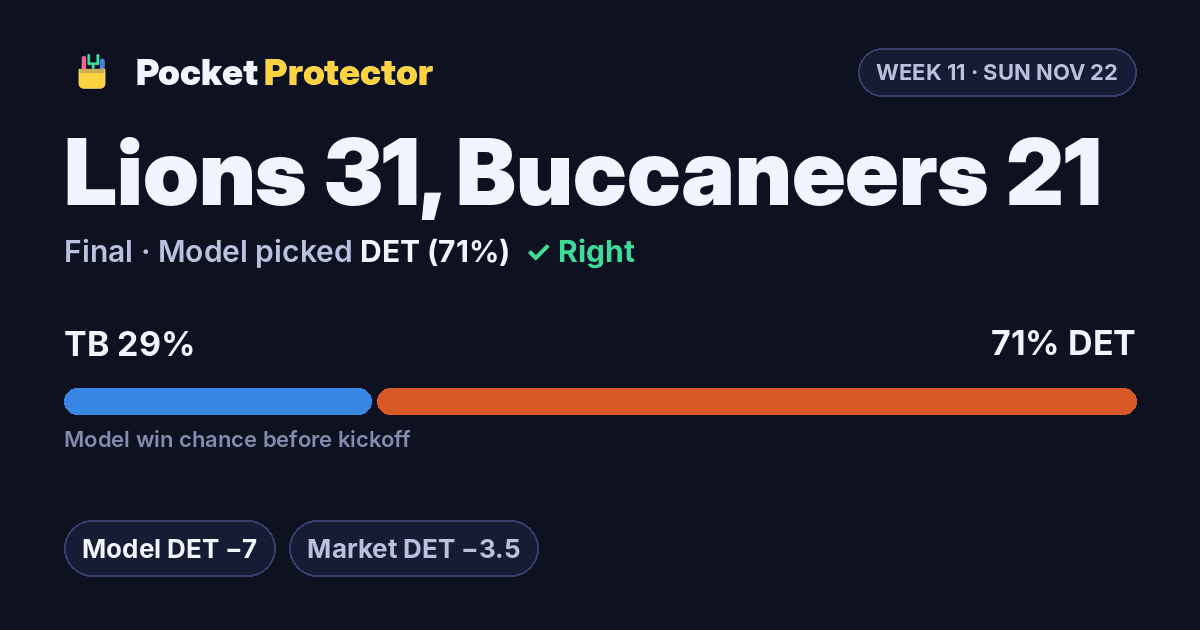 Pocket Protector
WEEK 11 · SUN NOV 22
Lions 31, Buccaneers 21
Final · Model picked DET (71%) ✓ Right
TB 29%
71% DET
Model win chance before kickoff
Model DET −7
Market DET −3.5